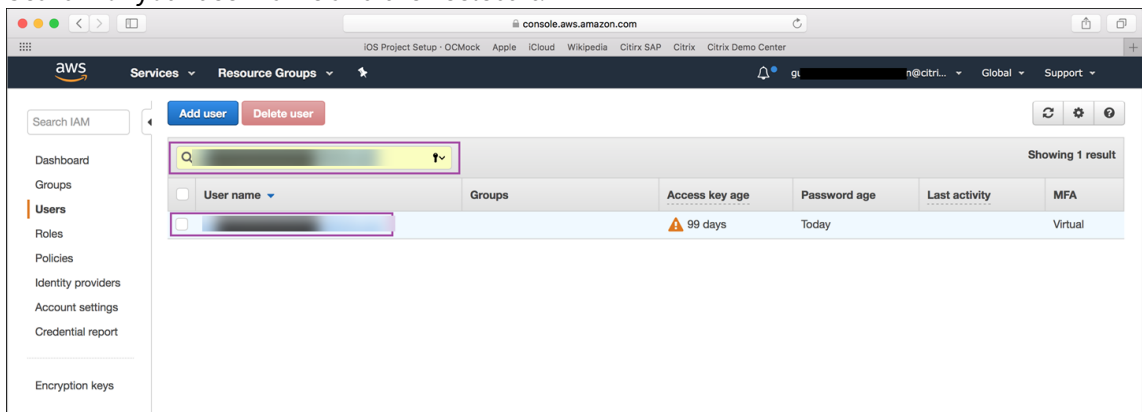 console.aws.amazon.com
iOS Project Setup · OCMock Apple iCloud Wikipedia Citirx SAP Citrix Citrix Demo Center
aws Services Resource Groups n@citri... Global Support
Search IAM Add user Delete user
Dashboard
Showing 1 result
Groups
User name Groups Access key age Password age Last activity MFA
Users
99 days Today Virtual
Roles
Policies
Identity providers
Account settings
Credential report
Encryption keys